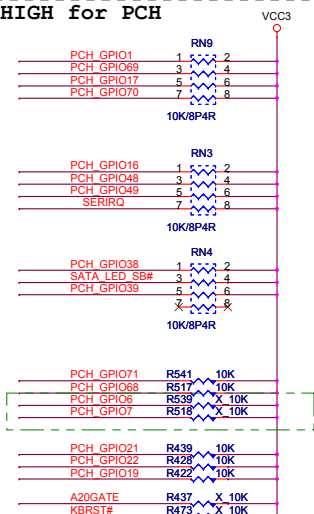 HIGH for PCH
VCC3
RN9
PCH_GPIO1 1 2
PCH_GPIO69 3 4
PCH_GPIO17 5 6
PCH_GPIO70 7 8
10K/8P4R
RN3
PCH_GPIO16 1 2
PCH_GPIO48 3 4
PCH_GPIO49 5 6
SERIRQ 7 8
10K/8P4R
RN4
PCH_GPIO38 1 2
SATA_LED_SB# 3 4
PCH_GPIO39 5 6
7 8
10K/8P4R
PCH_GPIO71 R541 10K
PCH_GPIO68 R517 10K
PCH_GPIO6 R539 X_10K
PCH_GPIO7 R518 X_10K
PCH_GPIO21 R439 10K
PCH_GPIO22 R428 10K
PCH_GPIO19 R422 10K
A20GATE R437 X_10K
KBRST# R473 X_10K